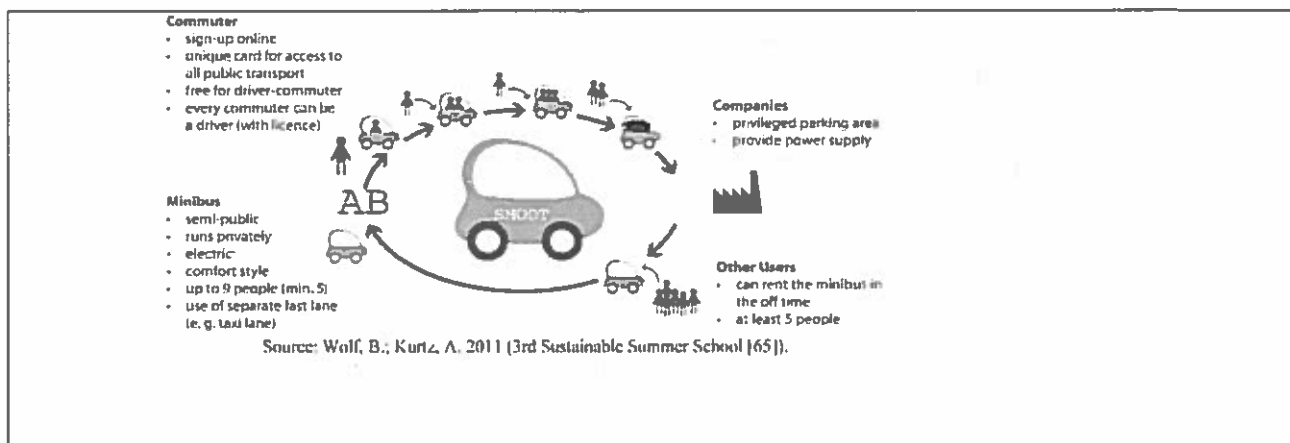 Commuter
• sign-up online
• unique card for access to
all public transport
• free for driver-commuter
• every commuter can be
a driver (with licence)
Companies
• privileged parking area
• provide power supply
AB
SMOOT
Minibus
• semi-public
• runs privately
• electric
• comfort style
• up to 9 people (min. 5)
• use of separate last lane
(e. g. taxi lane)
Other Users
• can rent the minibus in
the off time
• at least 5 people
Source: Wolf, B.; Kurtz, A. 2011 (3rd Sustainable Summer School [65]).